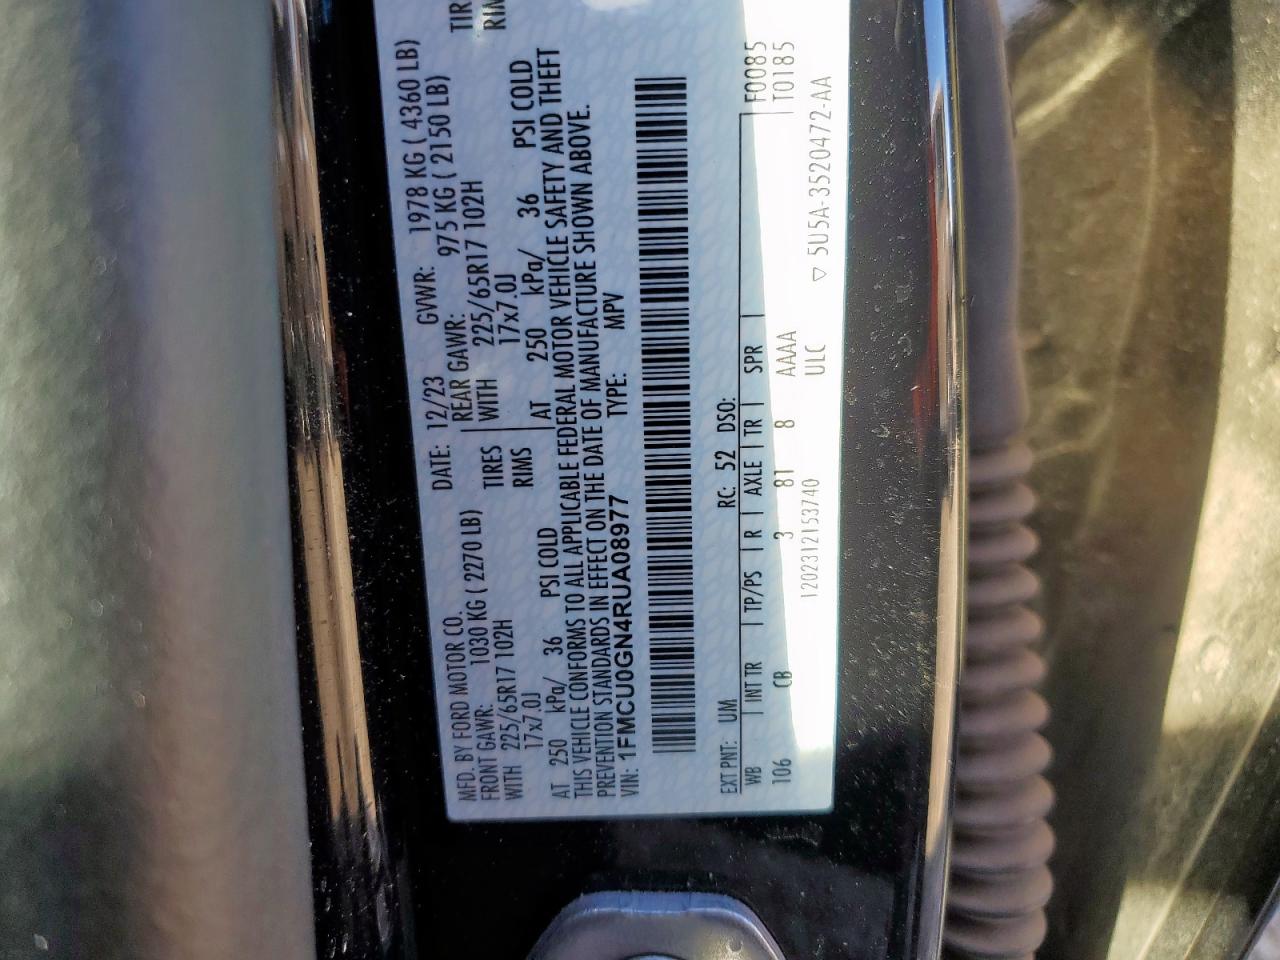 MFD. BY FORD MOTOR CO.
DATE: 12/23 GVWR: 1978 KG ( 4360 LB)
FRONT GAWR: 1030 KG ( 2270 LB) REAR GAWR: 975 KG ( 2150 LB)
WITH 225/65R17 102H TIRES WITH 225/65R17 102H TIR
17x7.0J RIMS 17x7.0J RIM
AT 250 kPa/ 36 PSI COLD AT 250 kPa/ 36 PSI COLD
THIS VEHICLE CONFORMS TO ALL APPLICABLE FEDERAL MOTOR VEHICLE SAFETY AND THEFT
PREVENTION STANDARDS IN EFFECT ON THE DATE OF MANUFACTURE SHOWN ABOVE.
VIN: 1FMCU0GN4RUA08977 TYPE: MPV
EXT PNT: UM RC: 52 DSO:
WB | INT TR | TP/PS | R | AXLE | TR | SPR | F0085
106 CB 3 81 8 AAAA T0185
1202312153740 ULC ▽ 5U5A-3520472-AA